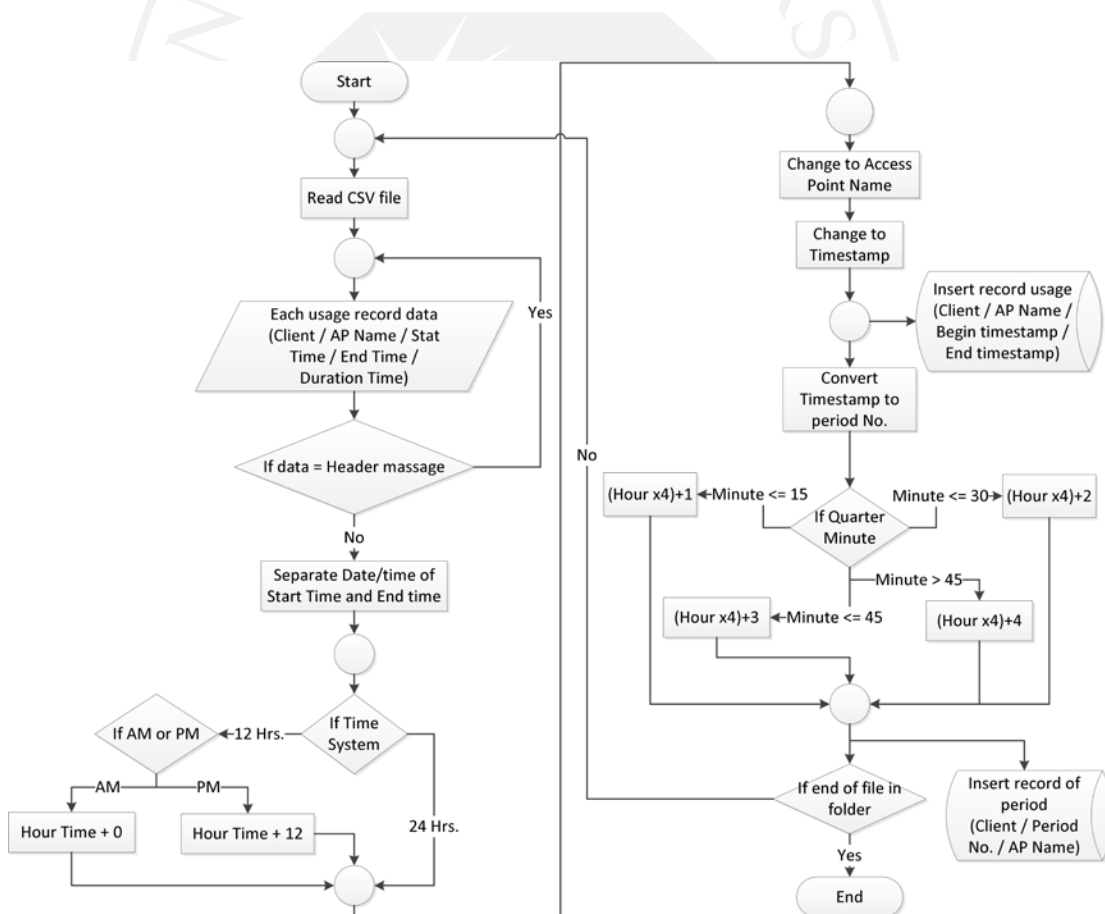 Start
Read CSV file
Each usage record data
(Client / AP Name / Stat
Time / End Time /
Duration Time)
Yes
If data = Header massage
No
Separate Date/time of
Start Time and End time
If Time
System
12 Hrs.
If AM or PM
AM
PM
Hour Time + 0
Hour Time + 12
24 Hrs.
Change to Access
Point Name
Change to
Timestamp
Insert record usage
(Client / AP Name /
Begin timestamp /
End timestamp)
Convert
Timestamp to
period No.
If Quarter
Minute
Minute <= 15
(Hour x4)+1
Minute <= 30
(Hour x4)+2
Minute <= 45
(Hour x4)+3
Minute > 45
(Hour x4)+4
Insert record of
period
(Client / Period
No. / AP Name)
If end of file in
folder
No
Yes
End